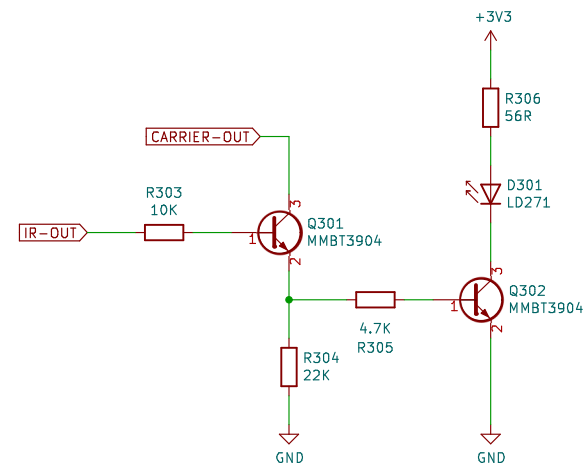 +3V3
R306
56R
CARRIER-OUT
D301
LD271
R303
10K
3
Q301
MMBT3904
IR-OUT
1
2
3
Q302
MMBT3904
1
2
4.7K
R305
R304
22K
GND
GND